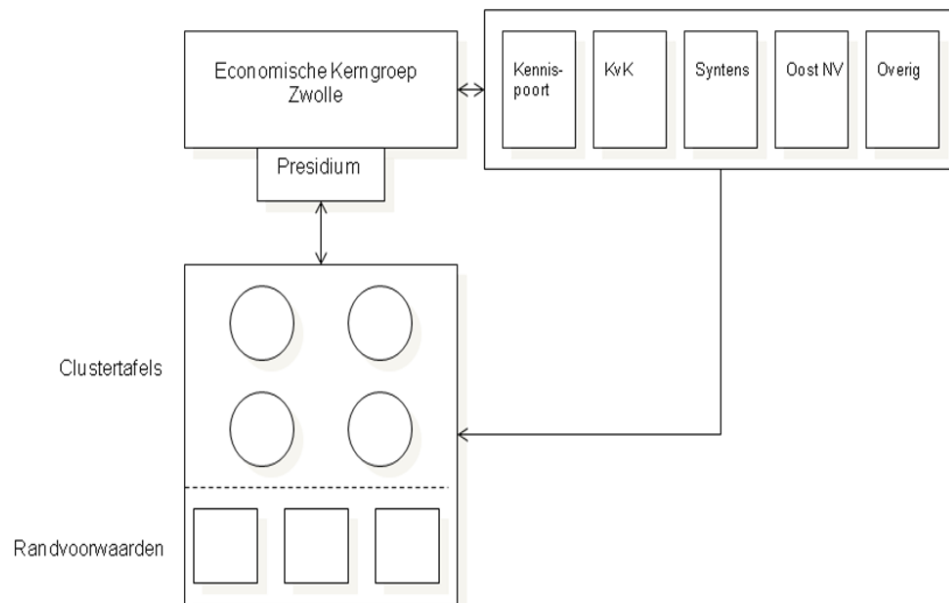 Economische Kerngroep
Zwolle
Presidium
Kennis-
poort
KvK
Syntens
Oost NV
Overig
Clustertafels
Randvoorwaarden